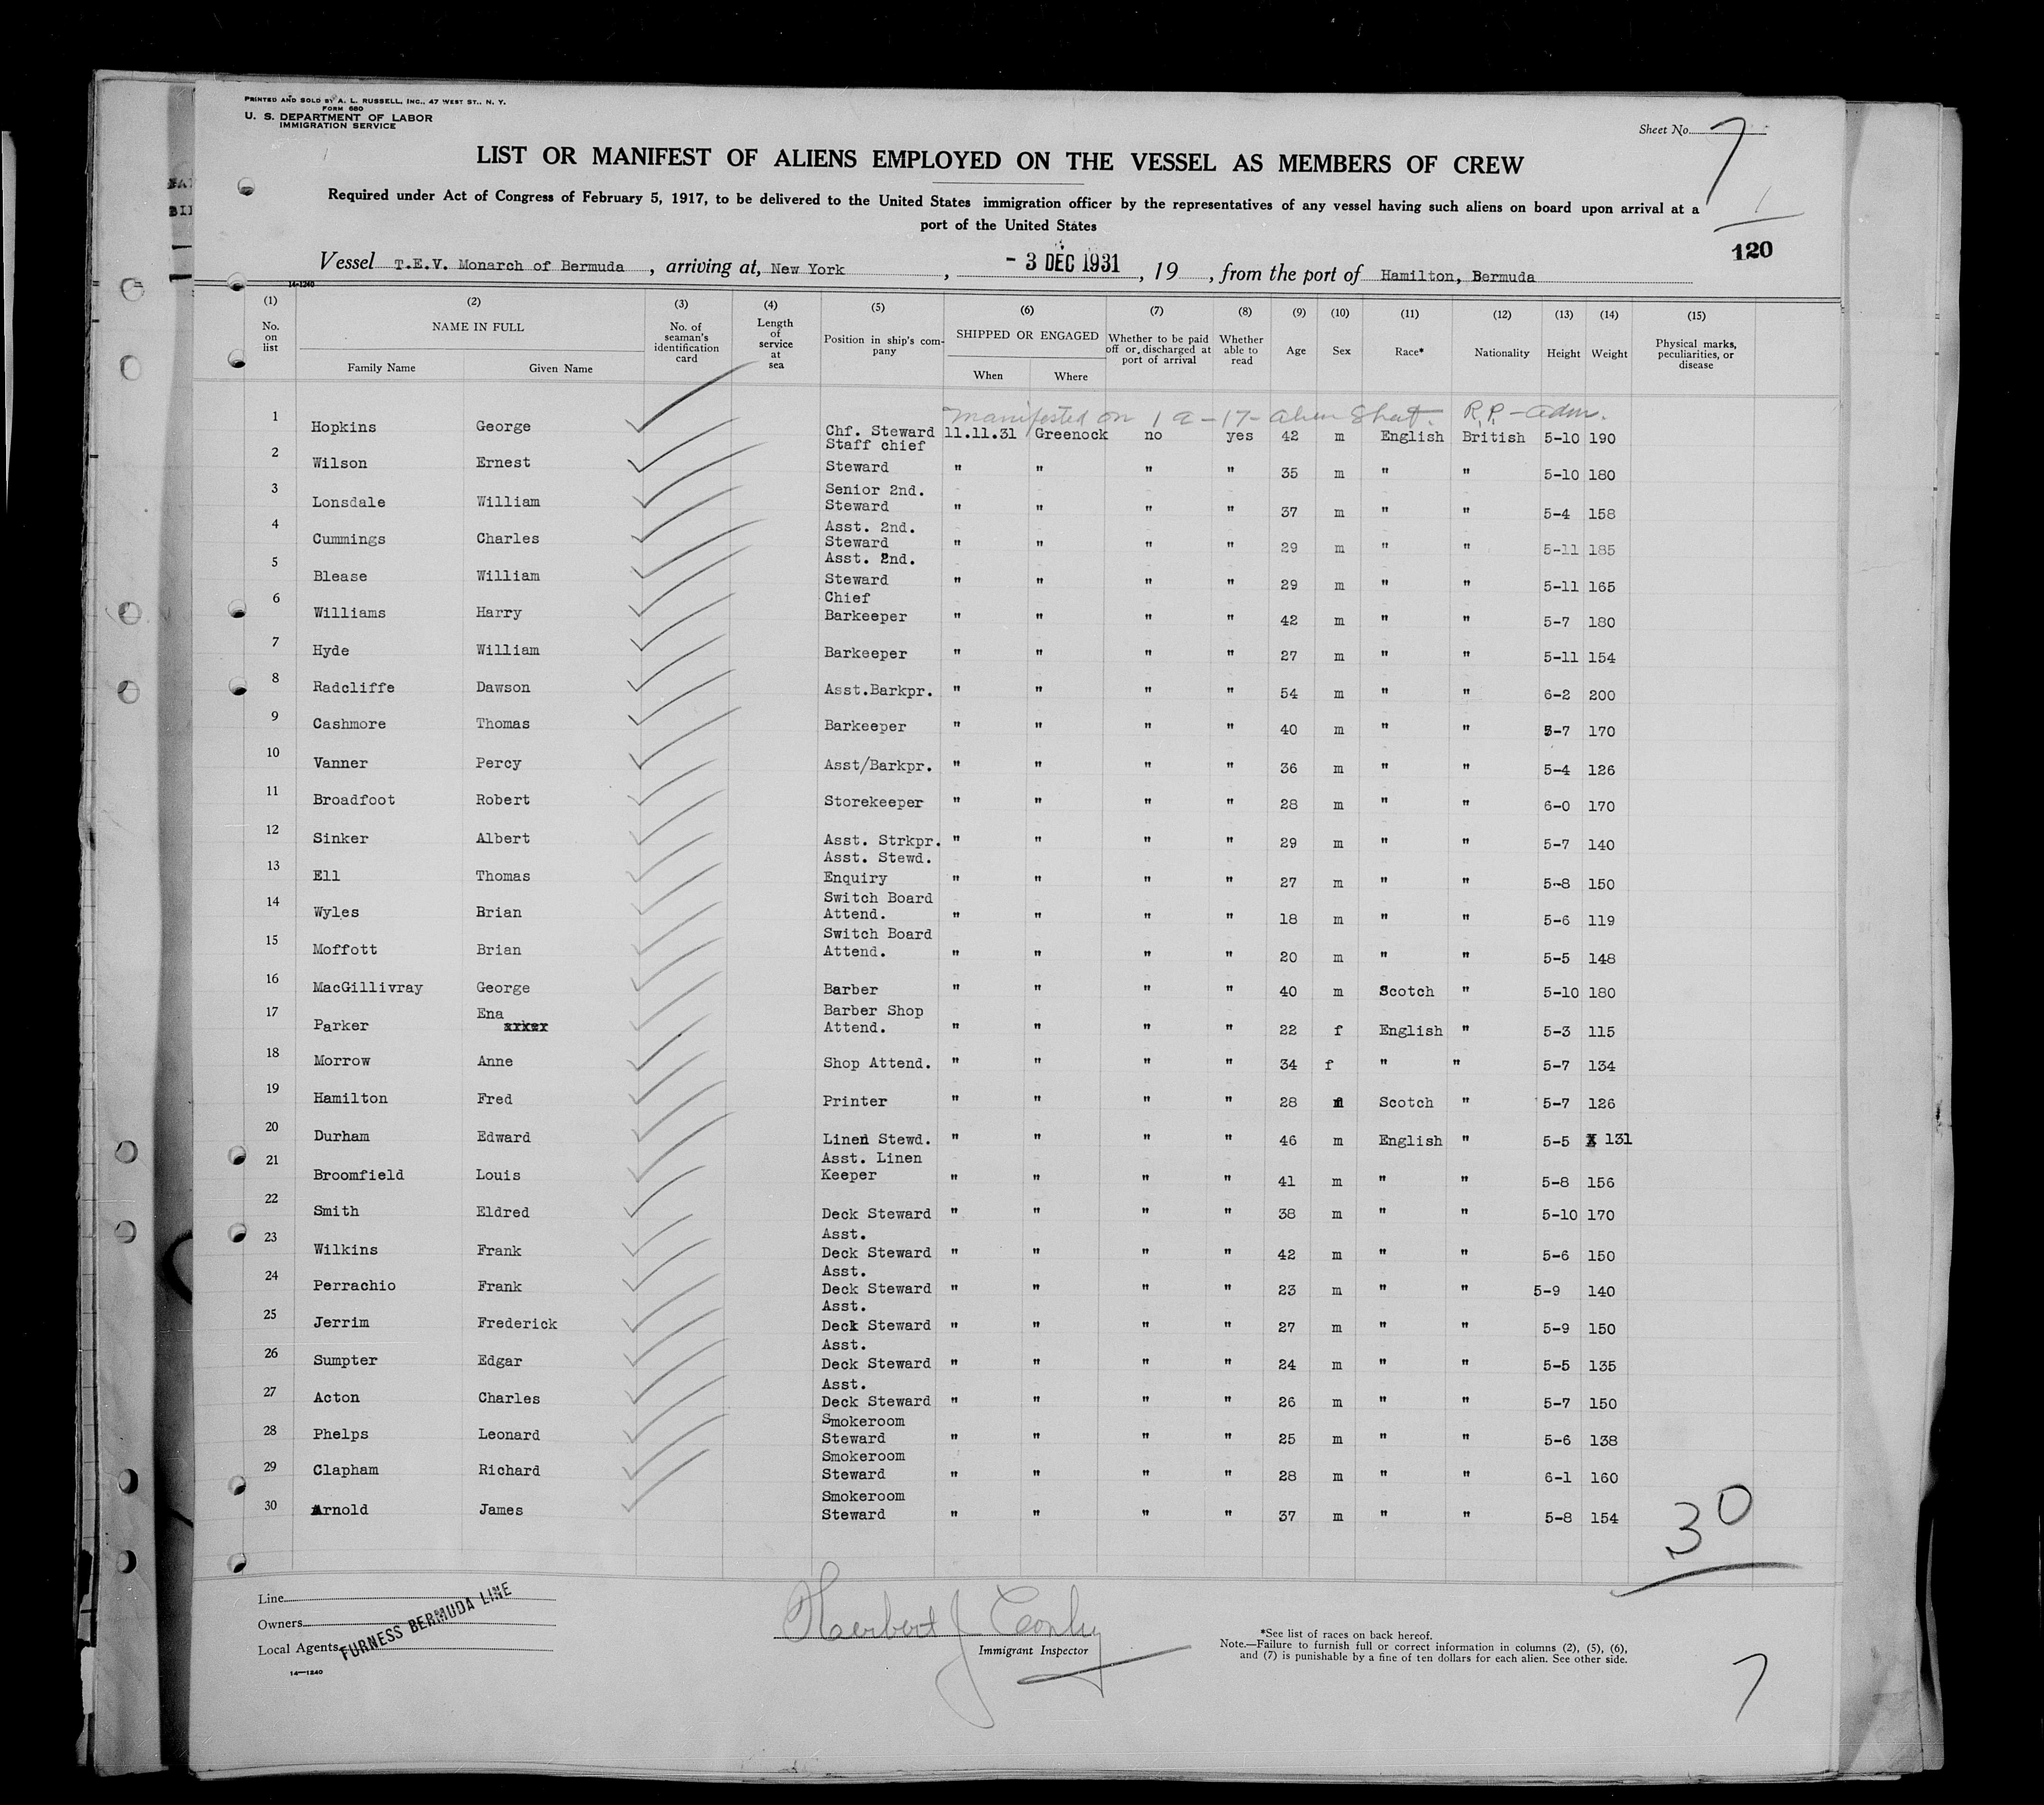 PRINTED AND SOLD BY A. L. RUSSELL, INC., 47 WEST ST., N. Y.
FORM 680
U. S. DEPARTMENT OF LABOR
IMMIGRATION SERVICE
Sheet No. 7
LIST OR MANIFEST OF ALIENS EMPLOYED ON THE VESSEL AS MEMBERS OF CREW
Required under Act of Congress of February 5, 1917, to be delivered to the United States immigration officer by the representatives of any vessel having such aliens on board upon arrival at a
port of the United States
120
Vessel T.E.V. Monarch of Bermuda, arriving at, New York, - 3 DEC 1931, 19 , from the port of Hamilton, Bermuda
14-1240
(1) (2) (3) (4) (5) (6) (7) (8) (9) (10) (11) (12) (13) (14) (15)
No. on list NAME IN FULL Family Name Given Name No. of seaman's identification card Length of service at sea Position in ship's company SHIPPED OR ENGAGED When Where Whether to be paid off or discharged at port of arrival Whether able to read Age Sex Race* Nationality Height Weight Physical marks, peculiarities, or disease
Manifested on 1 a -17- alien Sheet. R.P. - adm.
1 Hopkins George Chf. Steward 11.11.31 Greenock no yes 42 m English British 5-10 190
2 Wilson Ernest Staff chief Steward " " " " 35 m " " 5-10 180
3 Lonsdale William Senior 2nd. Steward " " " " 37 m " " 5-4 158
4 Cummings Charles Asst. 2nd. Steward " " " " 29 m " " 5-11 185
5 Blease William Asst. 2nd. Steward " " " " 29 m " " 5-11 165
6 Williams Harry Chief Barkeeper " " " " 42 m " " 5-7 180
7 Hyde William Barkeeper " " " " 27 m " " 5-11 154
8 Radcliffe Dawson Asst.Barkpr. " " " " 54 m " " 6-2 200
9 Cashmore Thomas Barkeeper " " " " 40 m " " 5-7 170
10 Vanner Percy Asst/Barkpr. " " " " 36 m " " 5-4 126
11 Broadfoot Robert Storekeeper " " " " 28 m " " 6-0 170
12 Sinker Albert Asst. Strkpr. " " " " 29 m " " 5-7 140
13 Ell Thomas Asst. Stewd. Enquiry " " " " 27 m " " 5-8 150
14 Wyles Brian Switch Board Attend. " " " " 18 m " " 5-6 119
15 Moffott Brian Switch Board Attend. " " " " 20 m " " 5-5 148
16 MacGillivray George Barber " " " " 40 m Scotch " 5-10 180
17 Parker Ena Barber Shop Attend. " " " " 22 f English " 5-3 115
18 Morrow Anne Shop Attend. " " " " 34 f " " 5-7 134
19 Hamilton Fred Printer " " " " 28 m Scotch " 5-7 126
20 Durham Edward Linen Stewd. " " " " 46 m English " 5-5 131
21 Broomfield Louis Asst. Linen Keeper " " " " 41 m " " 5-8 156
22 Smith Eldred Deck Steward " " " " 38 m " " 5-10 170
23 Wilkins Frank Asst. Deck Steward " " " " 42 m " " 5-6 150
24 Perrachio Frank Asst. Deck Steward " " " " 23 m " " 5-9 140
25 Jerrim Frederick Asst. Deck Steward " " " " 27 m " " 5-9 150
26 Sumpter Edgar Asst. Deck Steward " " " " 24 m " " 5-5 135
27 Acton Charles Asst. Deck Steward " " " " 26 m " " 5-7 150
28 Phelps Leonard Smokeroom Steward " " " " 25 m " " 5-6 138
29 Clapham Richard Smokeroom Steward " " " " 28 m " " 6-1 160
30 Arnold James Smokeroom Steward " " " " 37 m " " 5-8 154
30
Line
Owners
Local Agents FURNESS BERMUDA LINE
14-1240
Herbert J
Immigrant Inspector
*See list of races on back hereof.
Note.—Failure to furnish full or correct information in columns (2), (5), (6),
and (7) is punishable by a fine of ten dollars for each alien. See other side.
7